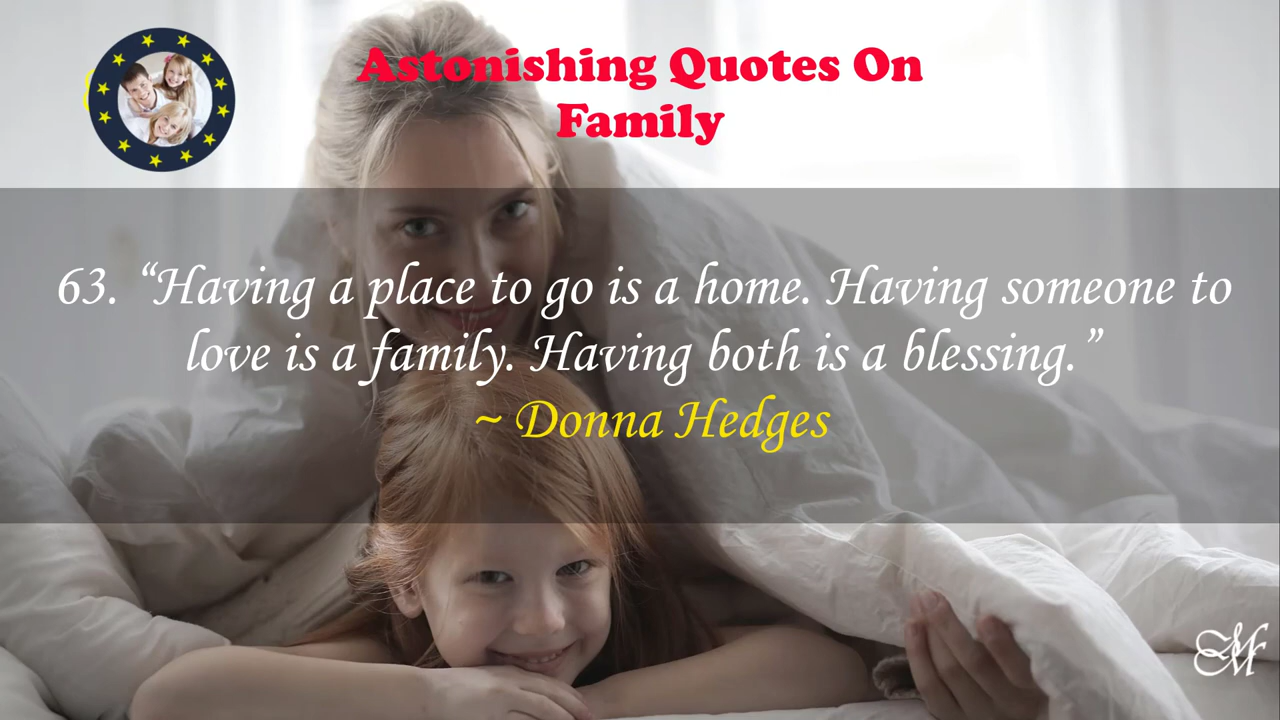 Astonishing Quotes On
Family
63. “Having a place to go is a home. Having someone to
love is a family. Having both is a blessing.”
~ Donna Hedges